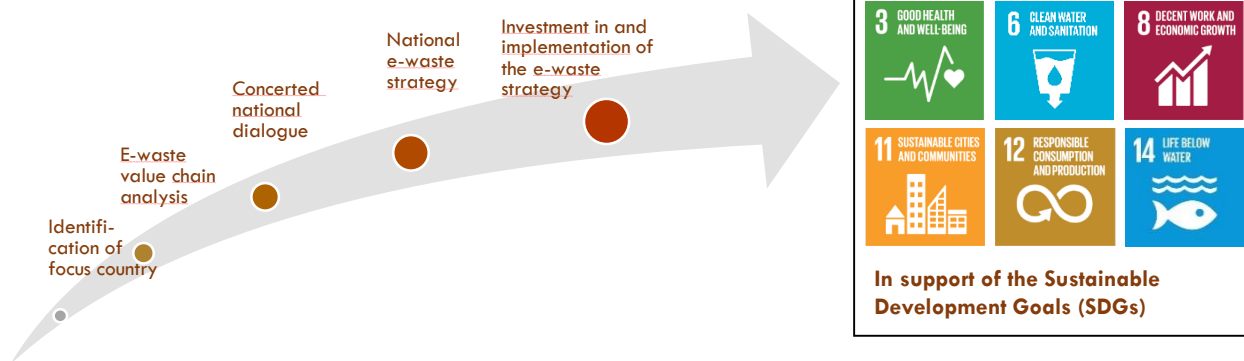 Identifi-
cation of
focus country
E-waste
value chain
analysis
Concerted
national
dialogue
National
e-waste
strategy
Investment in and
implementation of
the e-waste
strategy
3 GOOD HEALTH
AND WELL-BEING
6 CLEAN WATER
AND SANITATION
8 DECENT WORK AND
ECONOMIC GROWTH
11 SUSTAINABLE CITIES
AND COMMUNITIES
12 RESPONSIBLE
CONSUMPTION
AND PRODUCTION
14 LIFE BELOW
WATER
In support of the Sustainable
Development Goals (SDGs)